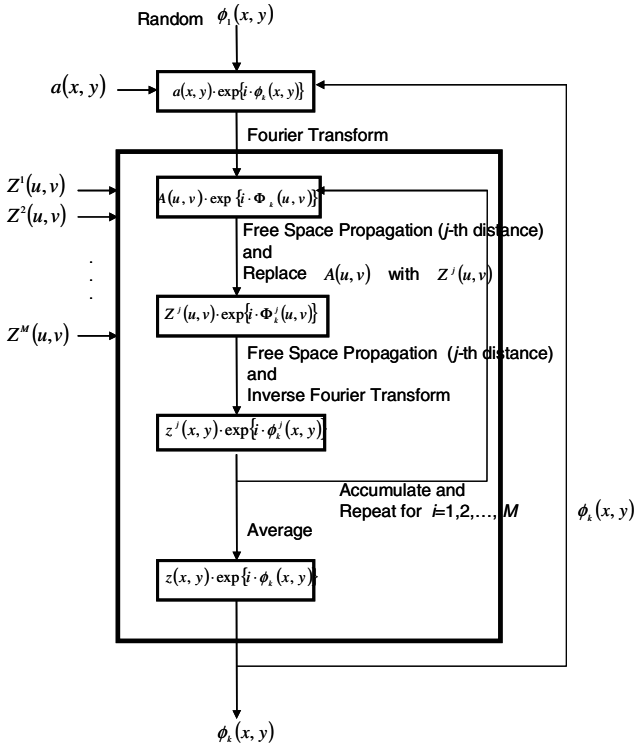 Random ϕ₁(x, y)
a(x, y)
a(x, y)·exp{i·ϕₖ(x, y)}
Fourier Transform
Z¹(u, v)
A(u, v)·exp{i·Φₖ(u, v)}
Z²(u, v)
Free Space Propagation (j-th distance)
and
Replace A(u, v) with Zʲ(u, v)
.
.
.
Zʲ(u, v)·exp{i·Φₖʲ(u, v)}
Zᴹ(u, v)
Free Space Propagation (j-th distance)
and
Inverse Fourier Transform
zʲ(x, y)·exp{i·ϕₖʲ(x, y)}
Accumulate and
Repeat for i=1,2,…, M
ϕₖ(x, y)
Average
z(x, y)·exp{i·ϕₖ(x, y)}
ϕₖ(x, y)